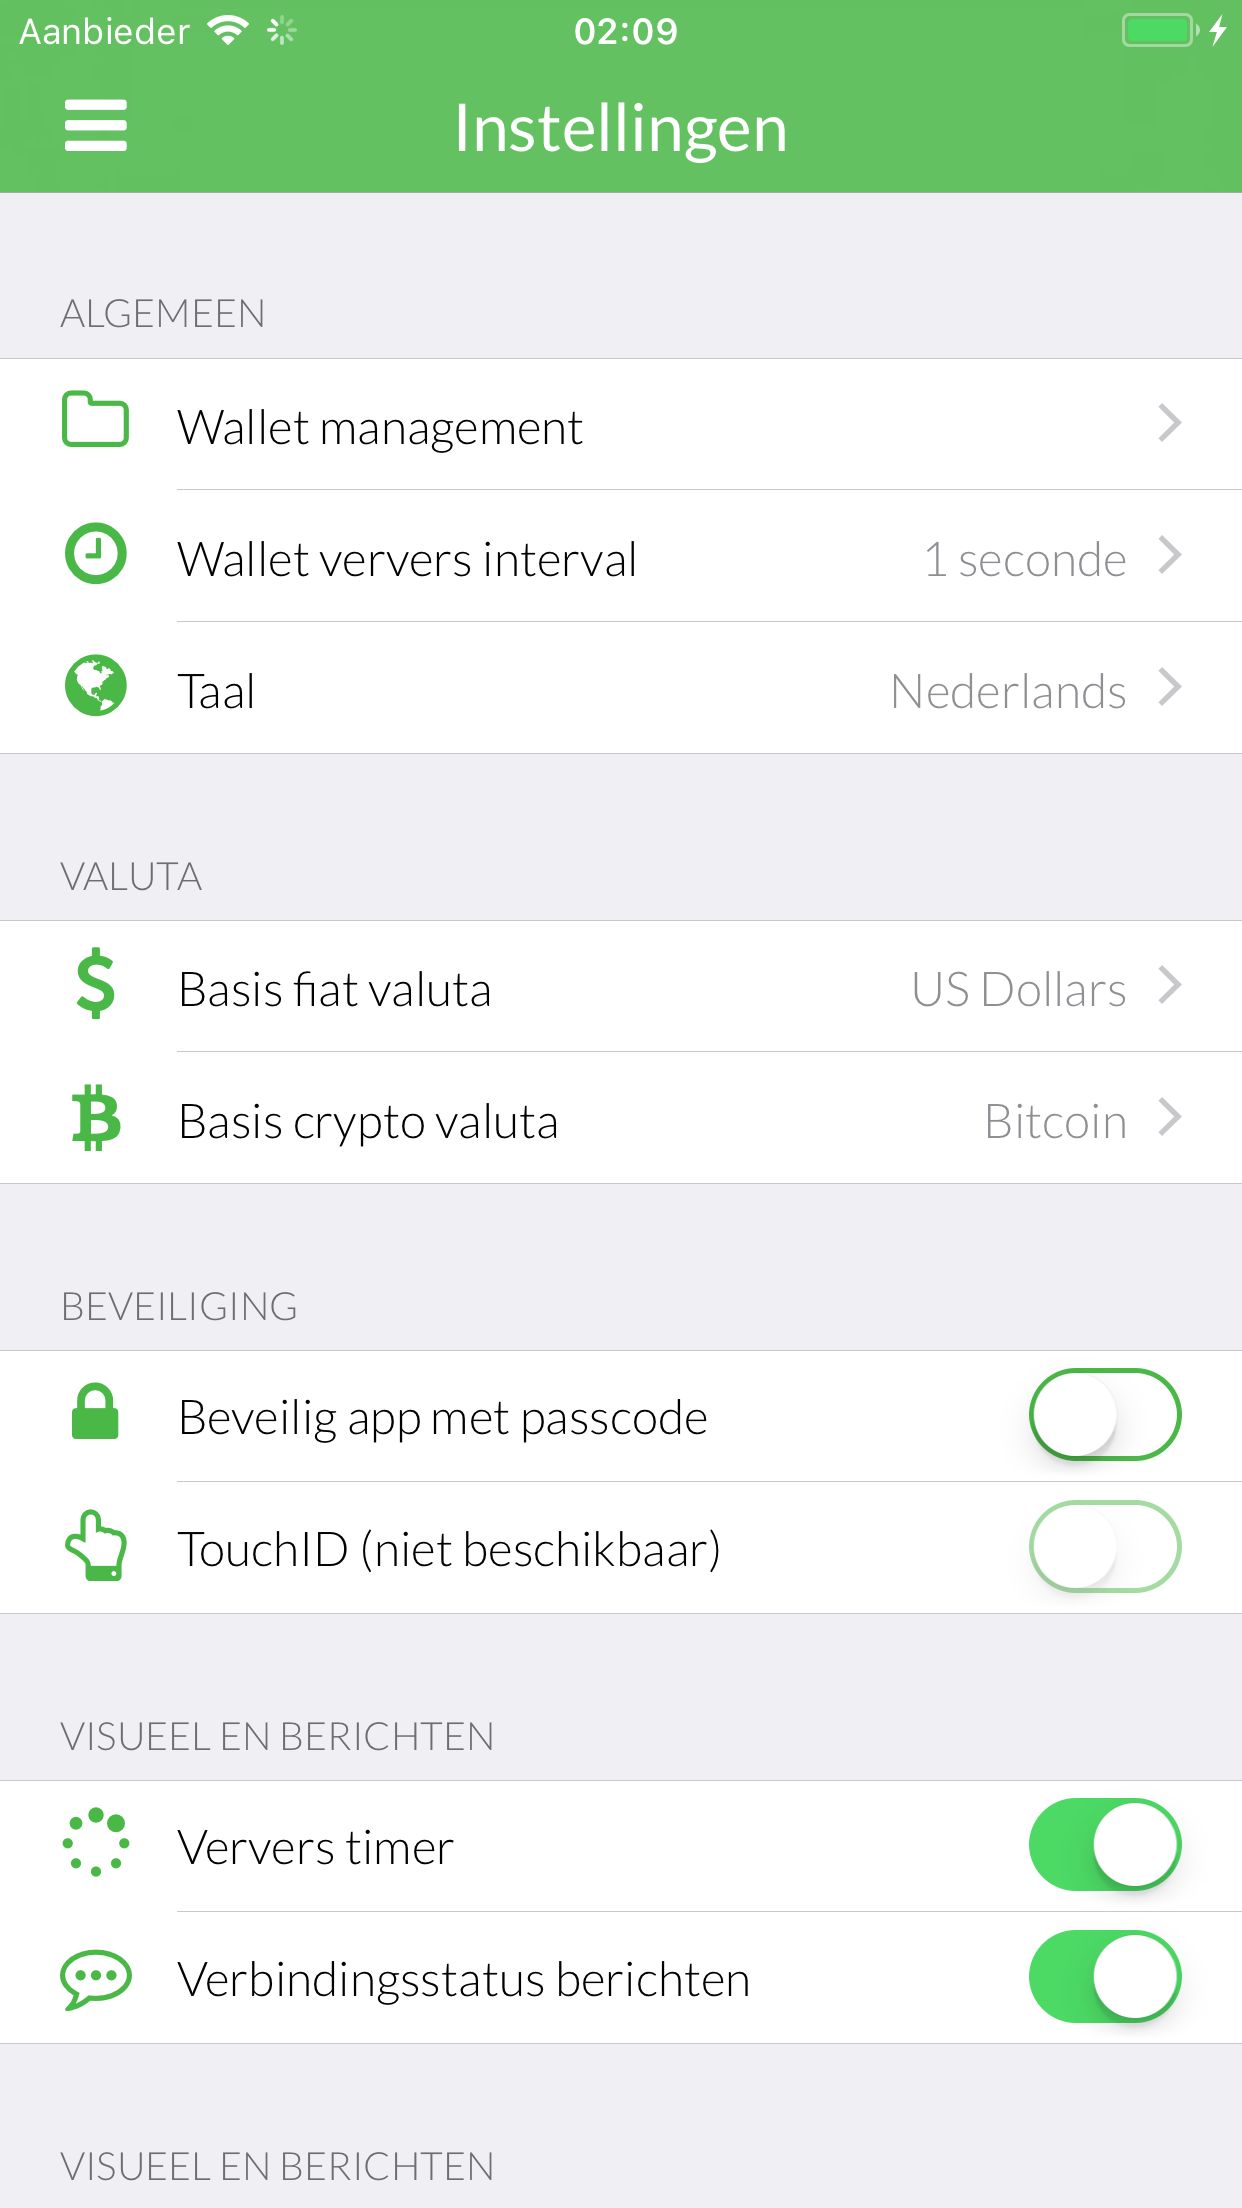 Aanbieder 02:09
Instellingen
ALGEMEEN
Wallet management
Wallet ververs interval 1 seconde
Taal Nederlands
VALUTA
Basis fiat valuta US Dollars
Basis crypto valuta Bitcoin
BEVEILIGING
Beveilig app met passcode
TouchID (niet beschikbaar)
VISUEEL EN BERICHTEN
Ververs timer
Verbindingsstatus berichten
VISUEEL EN BERICHTEN